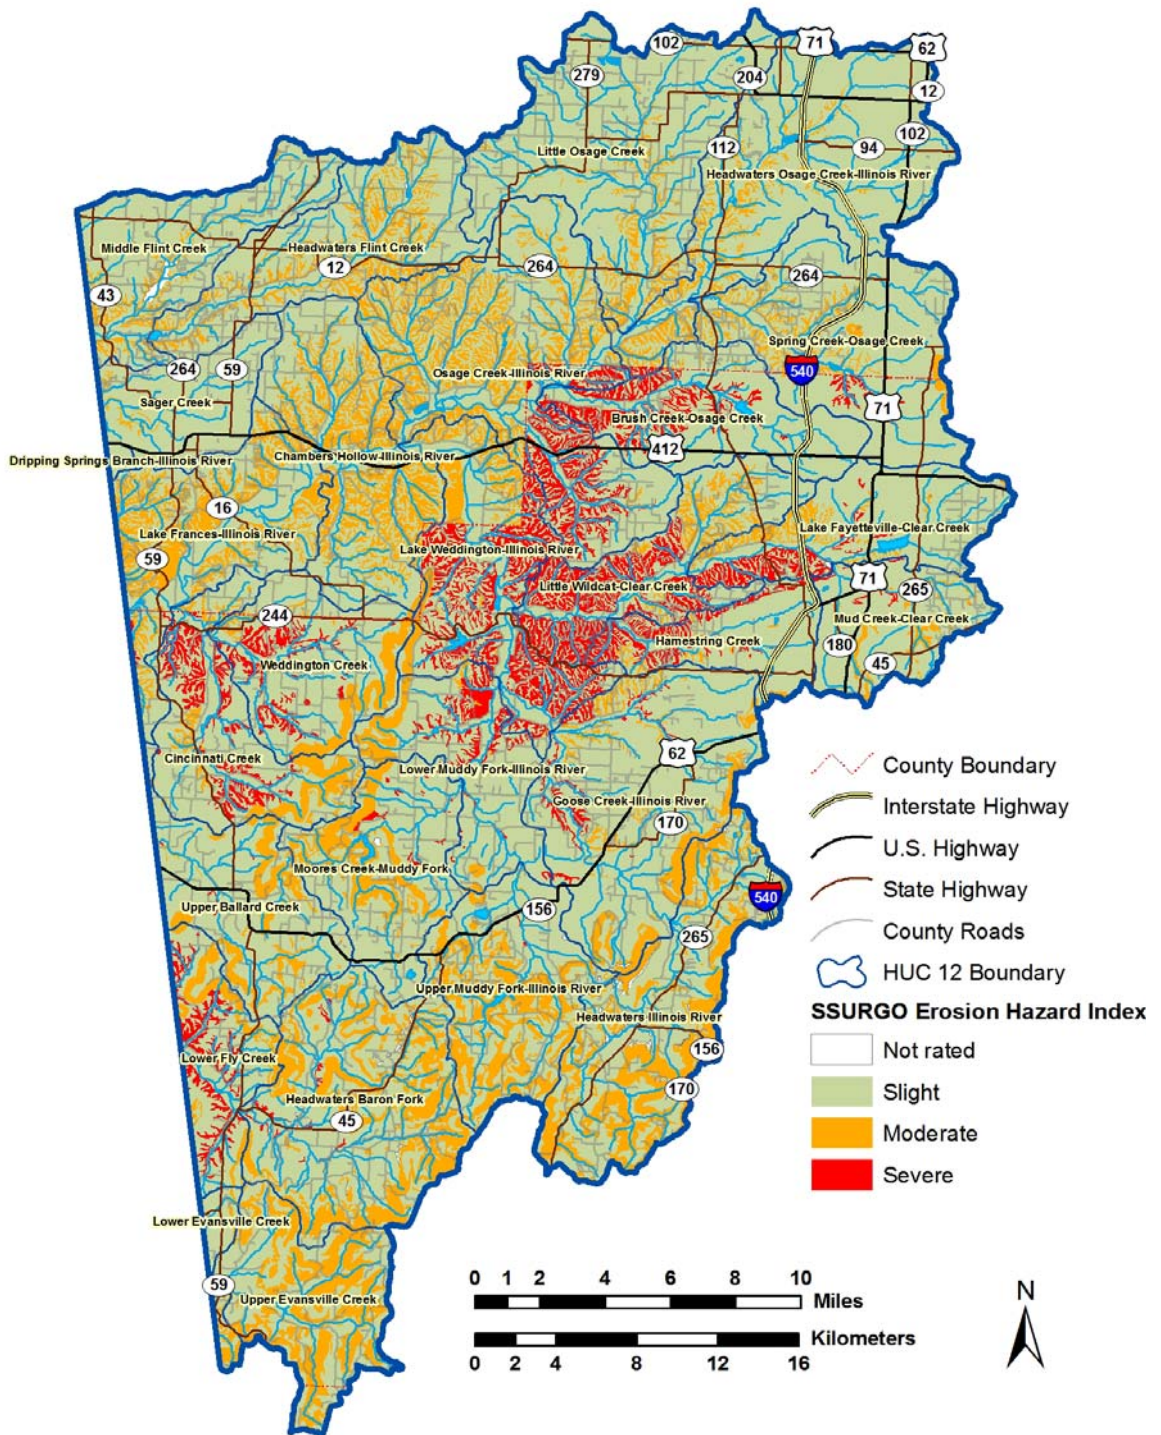 102
71
62
279
204
12
102
112
94
Little Osage Creek
Headwaters Osage Creek-Illinois River
Middle Flint Creek
Headwaters Flint Creek
12
264
264
43
Spring Creek-Osage Creek
264
59
Osage Creek-Illinois River
540
Sager Creek
71
Brush Creek-Osage Creek
412
Dripping Springs Branch-Illinois River
Chambers Hollow-Illinois River
16
Lake Frances-Illinois River
Lake Fayetteville-Clear Creek
59
Lake Weddington-Illinois River
Little Wildcat-Clear Creek
71
265
244
Mud Creek-Clear Creek
Hamestring Creek
180
45
Weddington Creek
Cincinnati Creek
62
Lower Muddy Fork-Illinois River
Goose Creek-Illinois River
170
Moores Creek-Muddy Fork
540
Upper Ballard Creek
156
265
Upper Muddy Fork-Illinois River
Headwaters Illinois River
156
Lower Fly Creek
170
Headwaters Baron Fork
45
Lower Evansville Creek
59
Upper Evansville Creek
County Boundary
Interstate Highway
U.S. Highway
State Highway
County Roads
HUC 12 Boundary
SSURGO Erosion Hazard Index
Not rated
Slight
Moderate
Severe
0 1 2 4 6 8 10
Miles
Kilometers
0 2 4 8 12 16
N